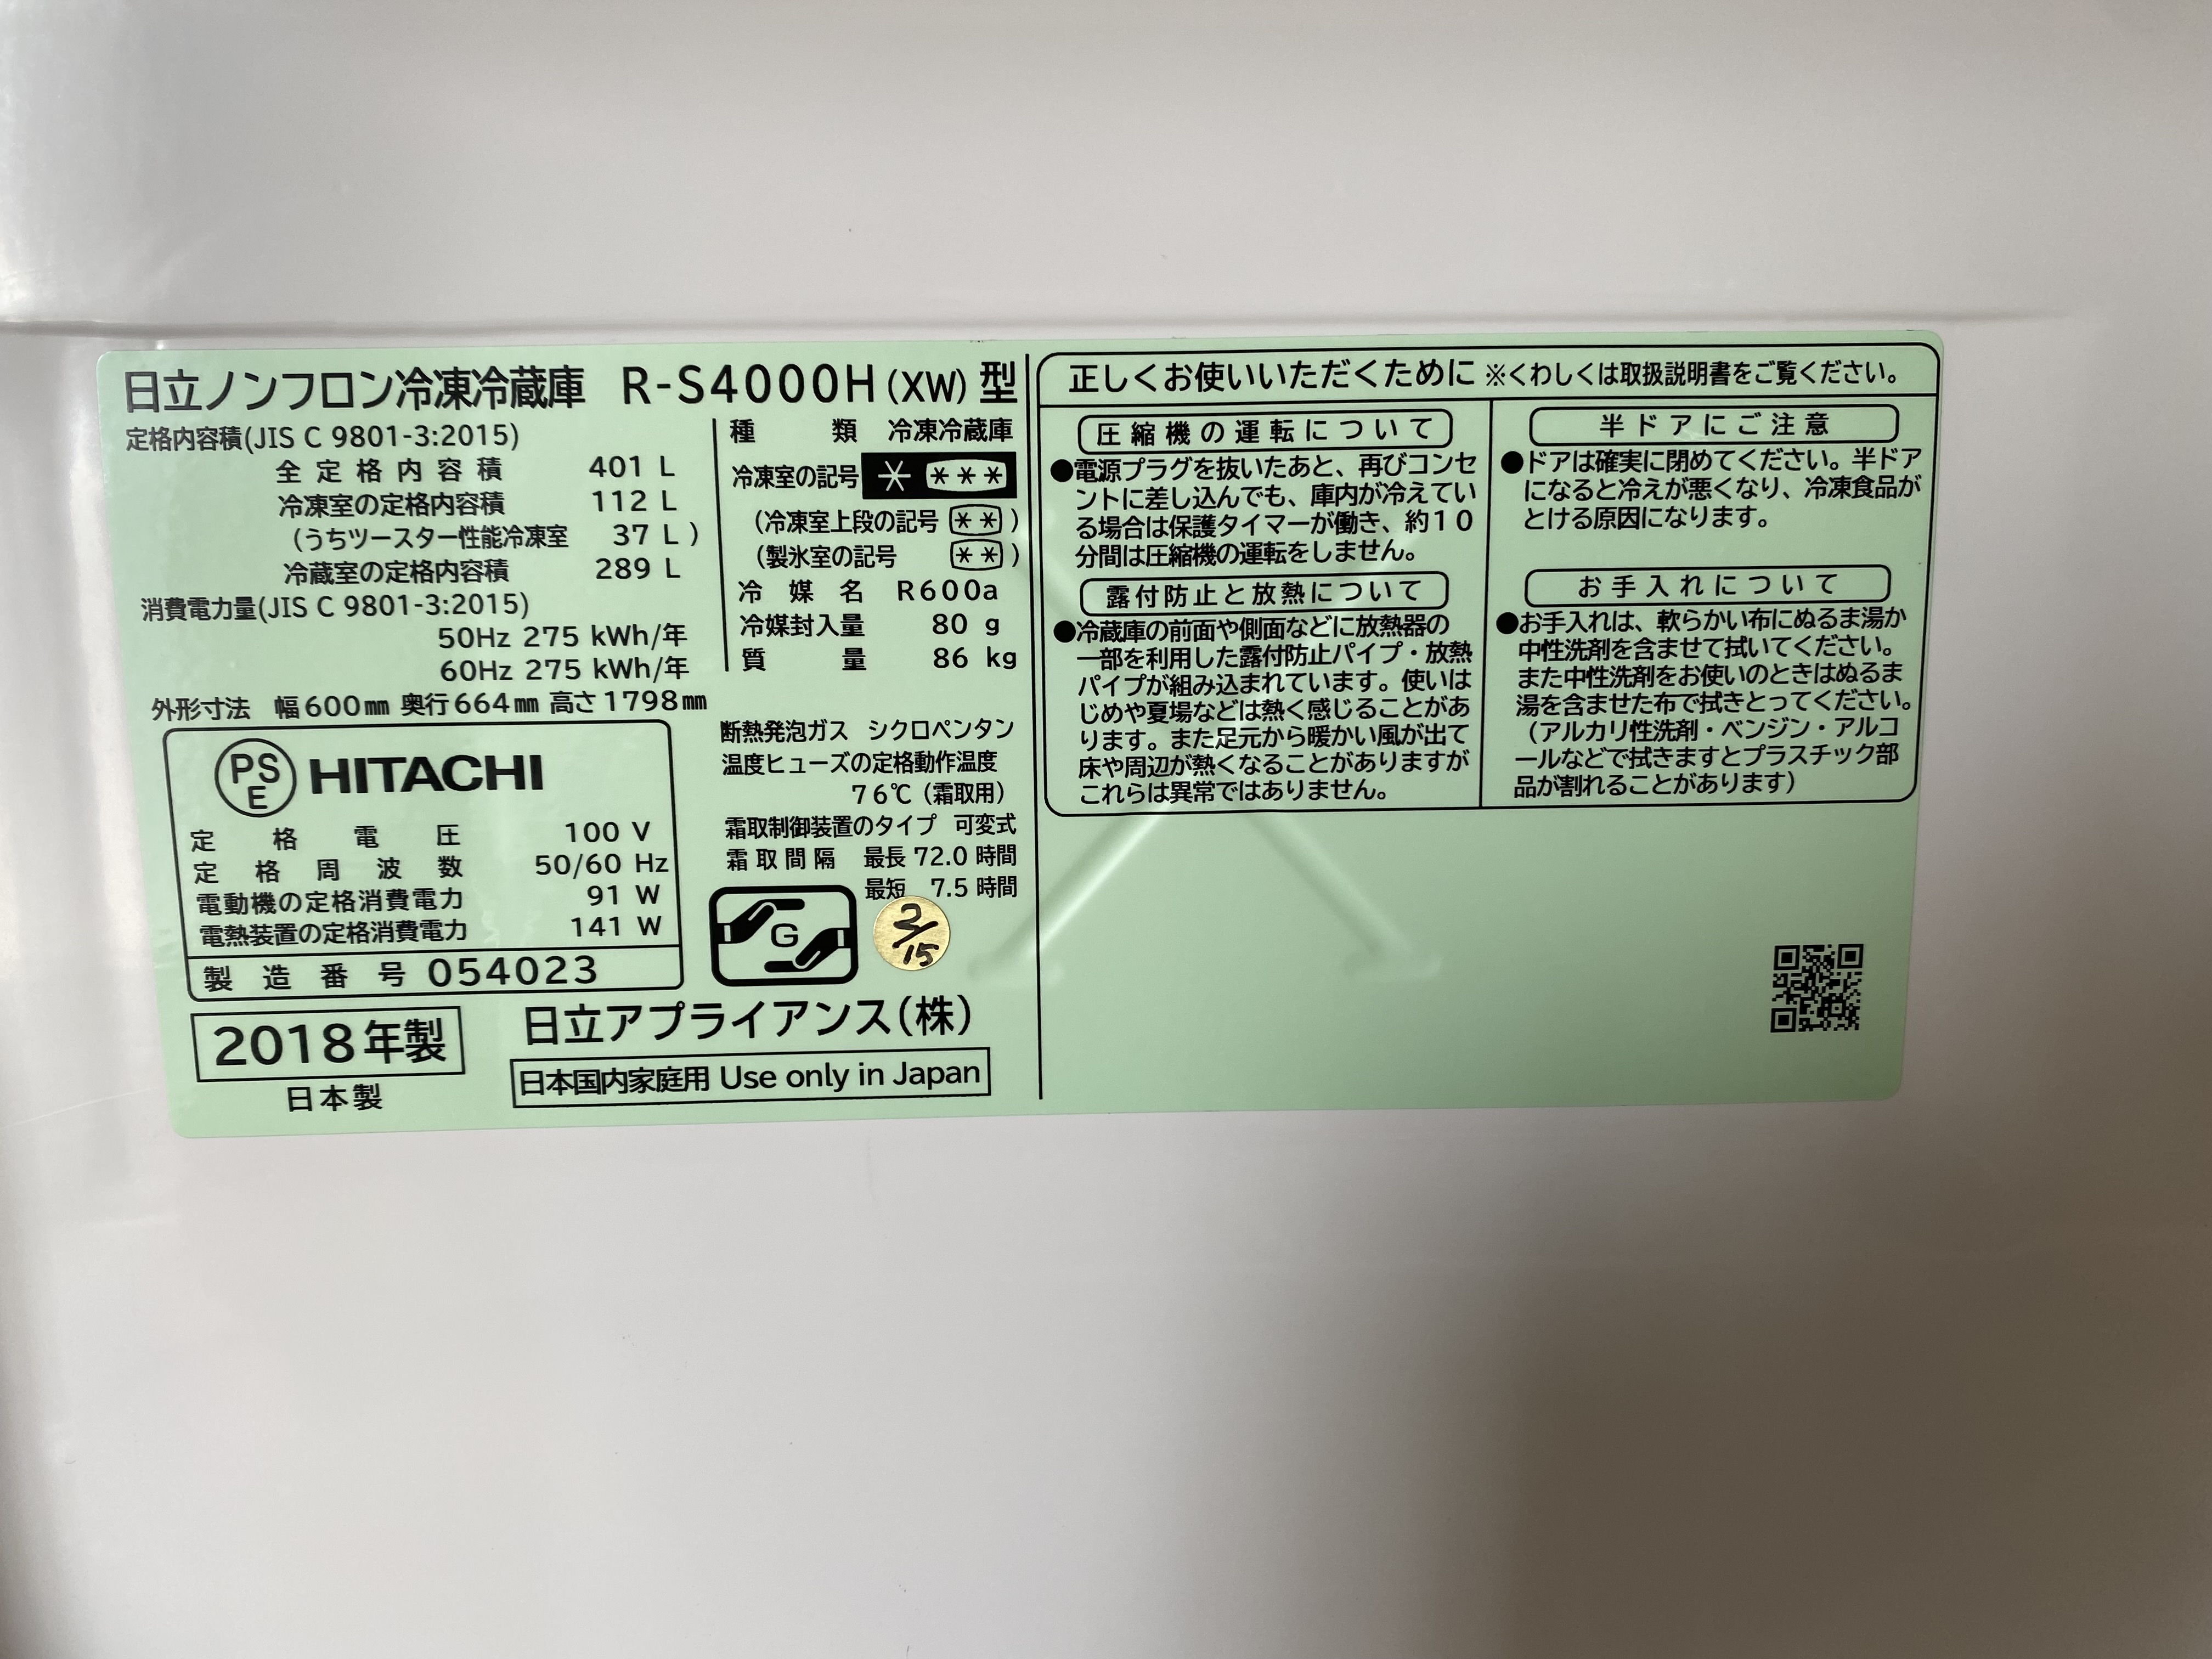 日立ノンフロン冷凍冷蔵庫 R-S4000H(XW)型
定格内容積(JIS C 9801-3:2015)
全定格内容積 401 L
冷凍室の定格内容積 112 L
(うちツースター性能冷凍室 37 L)
冷蔵室の定格内容積 289 L
消費電力量(JIS C 9801-3:2015)
50Hz 275 kWh/年
60Hz 275 kWh/年
外形寸法 幅600mm 奥行664mm 高さ1798mm
PSE HITACHI
定格電圧 100 V
定格周波数 50/60 Hz
電動機の定格消費電力 91 W
電熱装置の定格消費電力 141 W
製造番号 054023
2018年製
日本製
種類 冷凍冷蔵庫
冷凍室の記号 * ***
(冷凍室上段の記号 **)
(製氷室の記号 **)
冷媒名 R600a
冷媒封入量 80 g
質量 86 kg
断熱発泡ガス シクロペンタン
温度ヒューズの定格動作温度
76℃(霜取用)
霜取制御装置のタイプ 可変式
霜取間隔 最長 72.0 時間
最短 7.5 時間
G
2/15
日立アプライアンス(株)
日本国内家庭用 Use only in Japan
正しくお使いいただくために ※くわしくは取扱説明書をご覧ください。
圧縮機の運転について
●電源プラグを抜いたあと、再びコンセ
ントに差し込んでも、庫内が冷えてい
る場合は保護タイマーが働き、約10
分間は圧縮機の運転をしません。
露付防止と放熱について
●冷蔵庫の前面や側面などに放熱器の
一部を利用した露付防止パイプ・放熱
パイプが組み込まれています。使いは
じめや夏場などは熱く感じることがあ
ります。また足元から暖かい風が出て
床や周辺が熱くなることがありますが
これらは異常ではありません。
半ドアにご注意
●ドアは確実に閉めてください。半ドア
になると冷えが悪くなり、冷凍食品が
とける原因になります。
お手入れについて
●お手入れは、軟らかい布にぬるま湯か
中性洗剤を含ませて拭いてください。
また中性洗剤をお使いのときはぬるま
湯を含ませた布で拭きとってください。
(アルカリ性洗剤・ベンジン・アルコ
ールなどで拭きますとプラスチック部
品が割れることがあります)